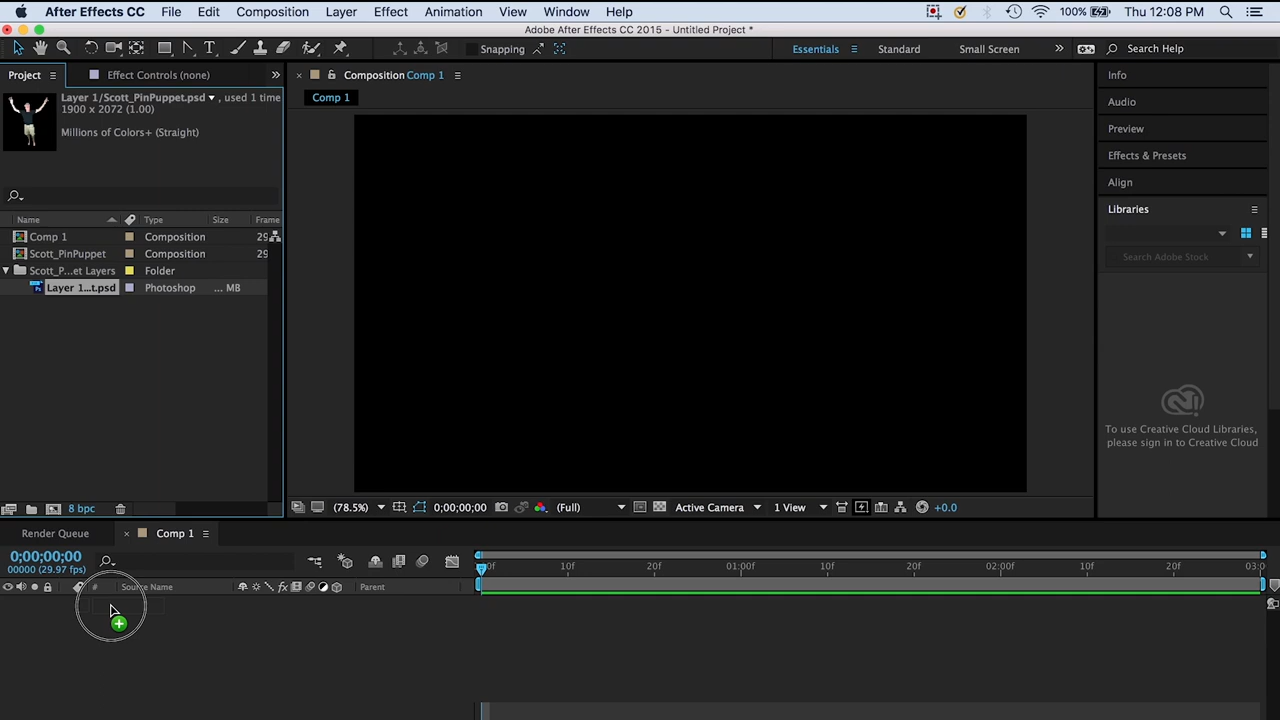 After Effects CC File Edit Composition Layer Effect Animation View Window Help 100% Thu 12:08 PM
Adobe After Effects CC 2015 - Untitled Project *
Snapping Essentials Standard Small Screen Search Help
Project Effect Controls (none)
Layer 1/Scott_PinPuppet.psd , used 1 time
1900 x 2072 (1.00)
Millions of Colors+ (Straight)
Name Type Size Frame
Comp 1 Composition 29
Scott_PinPuppet Composition 29
Scott_P...et Layers Folder
Layer 1...t.psd Photoshop ... MB
8 bpc
Composition Comp 1
Comp 1
(78.5%) 0;00;00;00 (Full) Active Camera 1 View +0.0
Info
Audio
Preview
Effects & Presets
Align
Libraries
Search Adobe Stock
To use Creative Cloud Libraries,
please sign in to Creative Cloud
Render Queue Comp 1
0;00;00;00
00000 (29.97 fps)
# Source Name fx Parent
00f 10f 20f 01:00f 10f 20f 02:00f 10f 20f 03:0